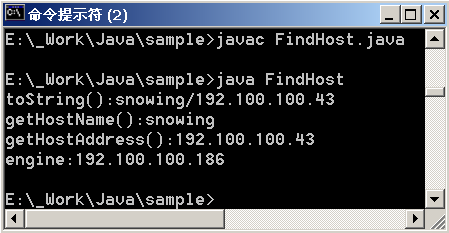 命令提示符 (2)
E:\_Work\Java\sample>javac FindHost.java
E:\_Work\Java\sample>java FindHost
toString():snowing/192.100.100.43
getHostName():snowing
getHostAddress():192.100.100.43
engine:192.100.100.186
E:\_Work\Java\sample>